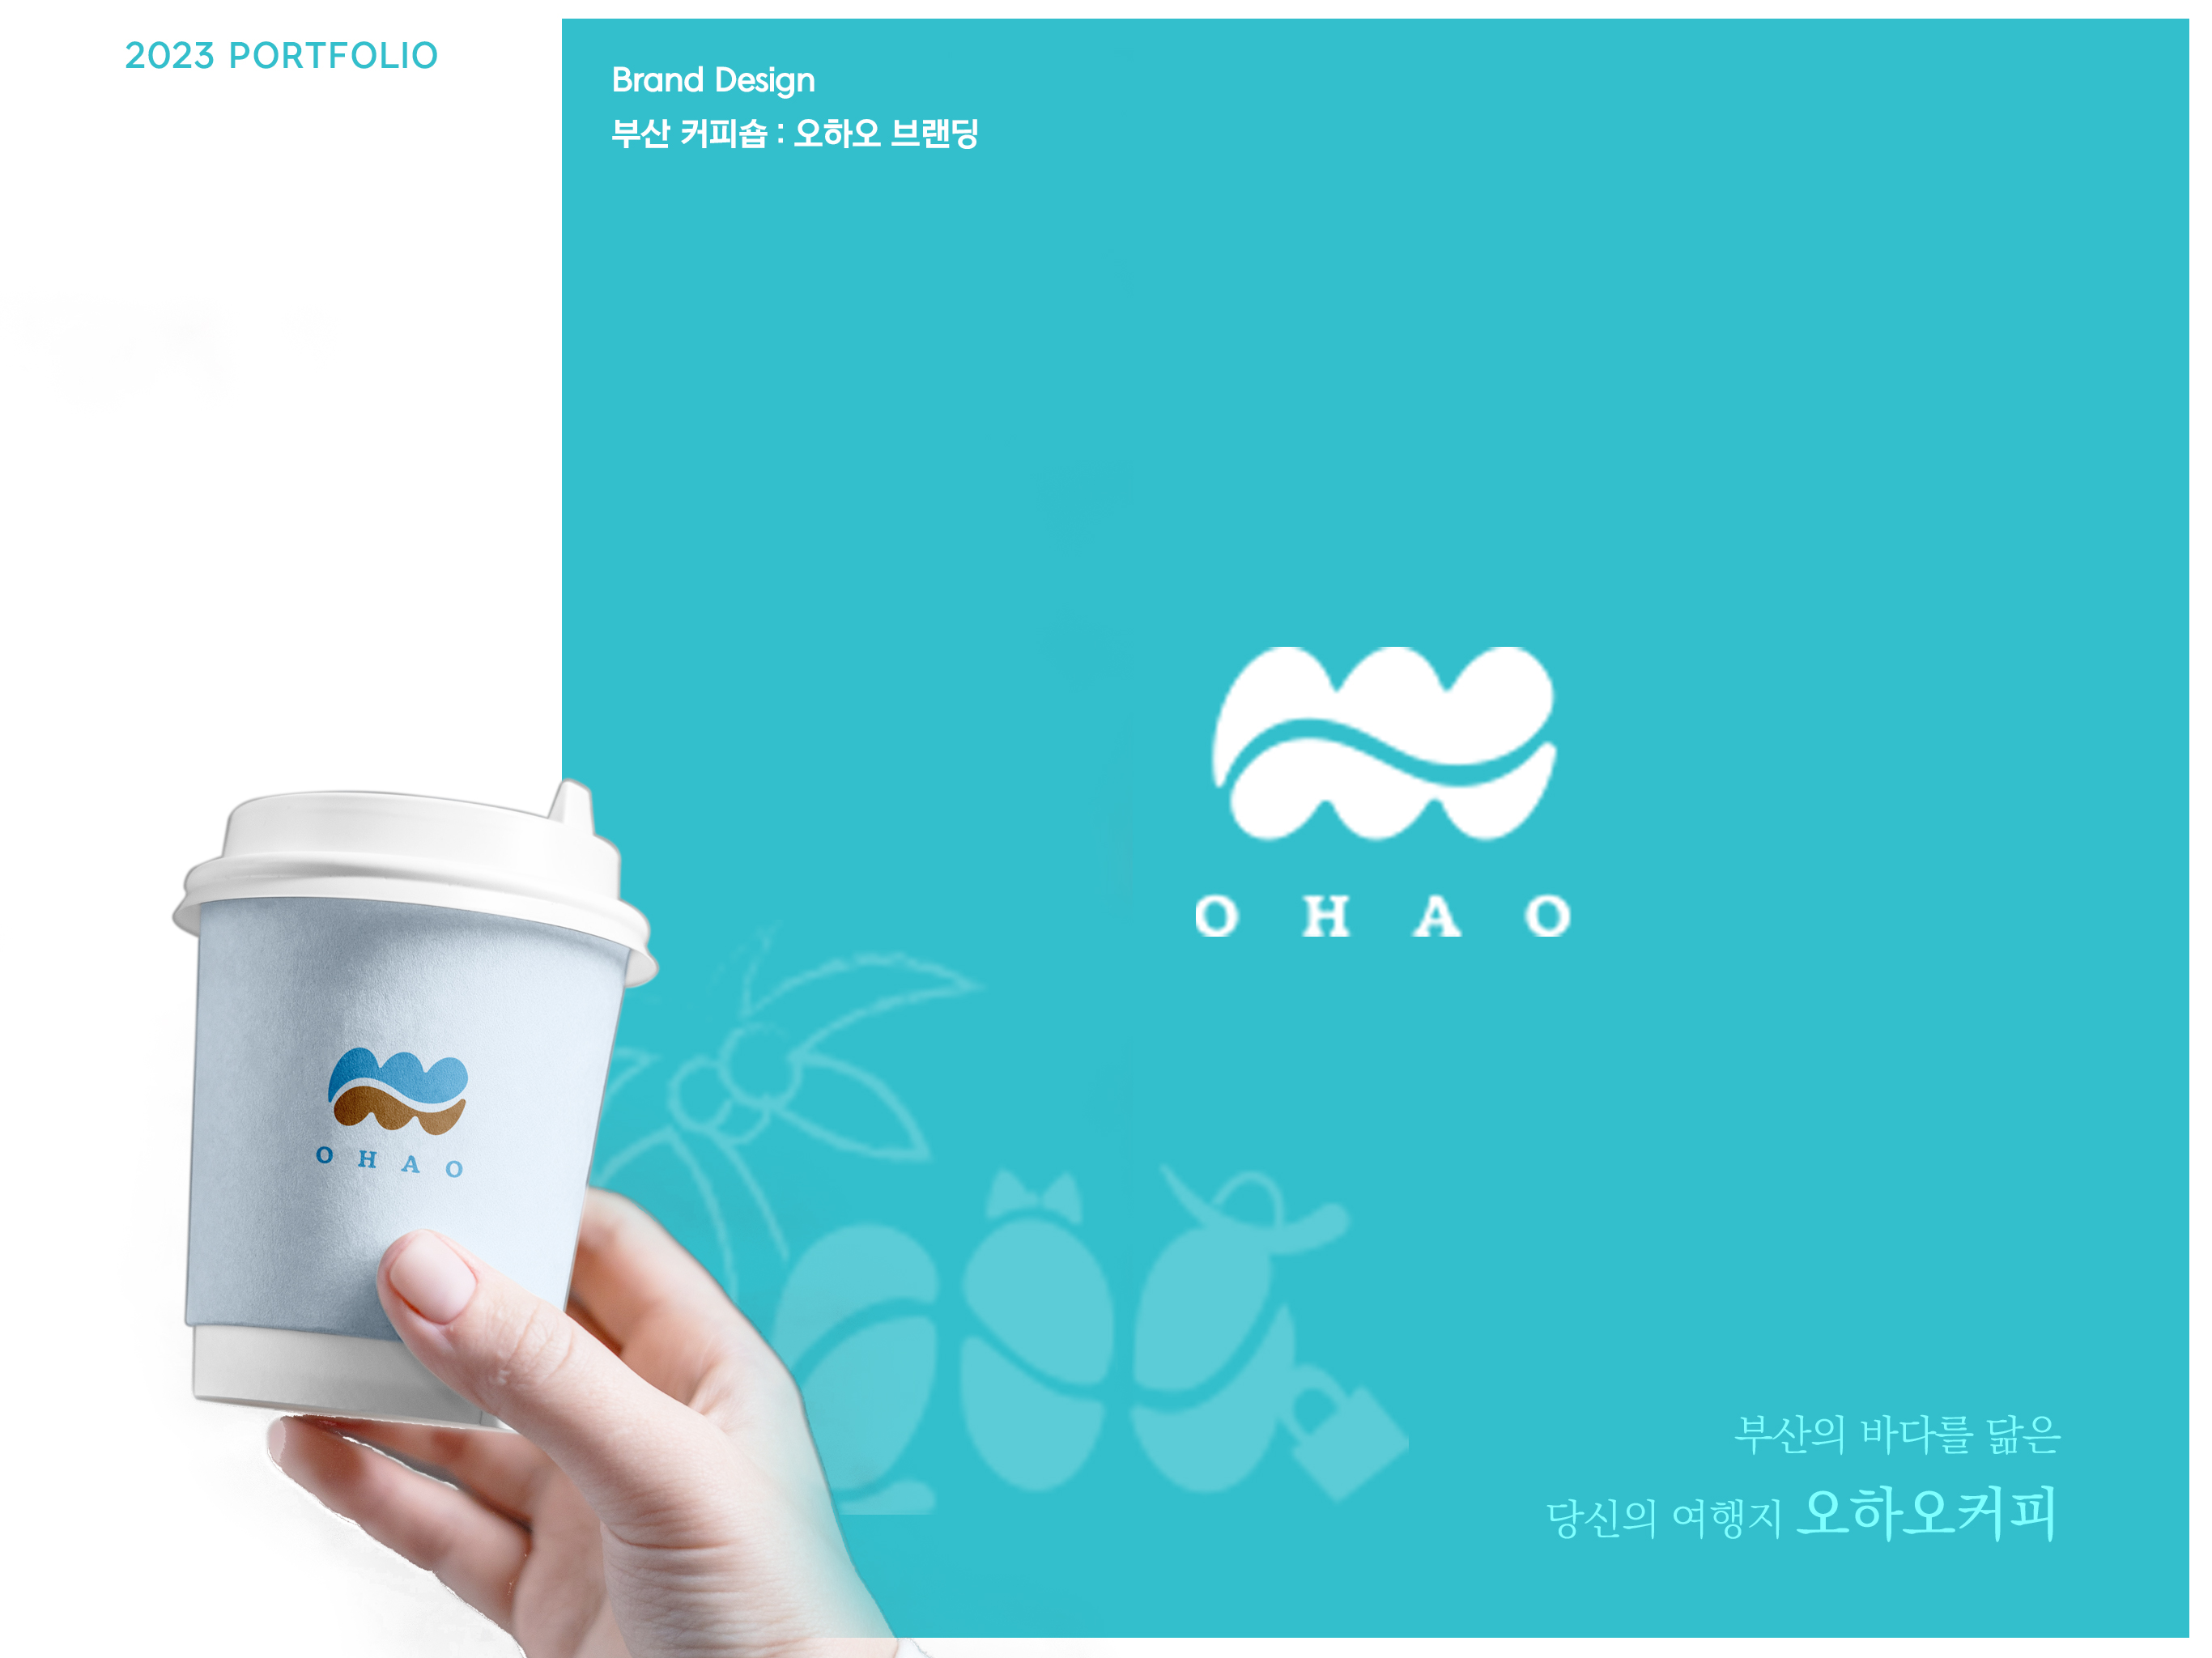 2023 PORTFOLIO
Brand Design
부산 커피숍 : 오하오 브랜딩
OHAO
OHAO
부산의 바다를 닮은
당신의 여행지 오하오커피